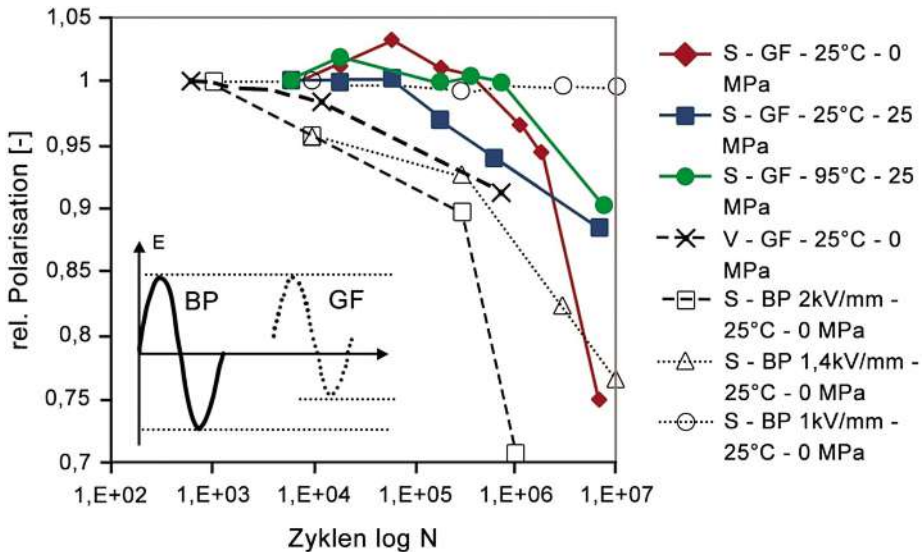 1,05
1
0,95
0,9
0,85
0,8
0,75
0,7
rel. Polarisation [-]
E
BP
GF
1,E+02
1,E+03
1,E+04
1,E+05
1,E+06
1,E+07
Zyklen log N
S - GF - 25°C - 0
MPa
S - GF - 25°C - 25
MPa
S - GF - 95°C - 25
MPa
V - GF - 25°C - 0
MPa
S - BP 2kV/mm -
25°C - 0 MPa
S - BP 1,4kV/mm -
25°C - 0 MPa
S - BP 1kV/mm -
25°C - 0 MPa